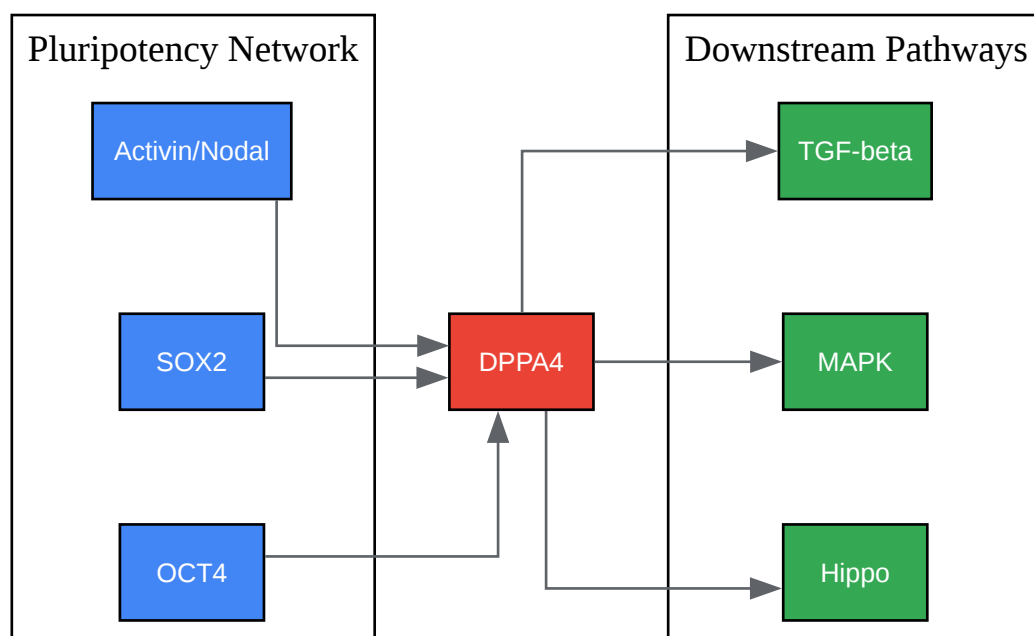 Pluripotency Network
Downstream Pathways
Activin/Nodal
TGF-beta
SOX2
DPPA4
MAPK
OCT4
Hippo